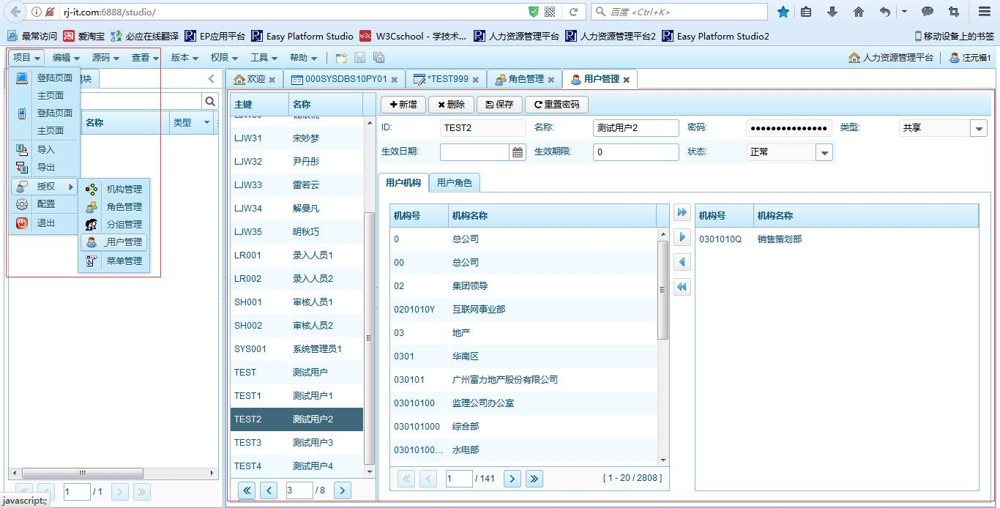 rj-it.com:6888/studio/
百度 <Ctrl+K>
最常访问 爱淘宝 必应在线翻译 EP应用平台 Easy Platform Studio W3Cschool - 学技术... 人力资源管理平台 人力资源管理平台2 Easy Platform Studio2 移动设备上的书签
项目 编辑 源码 查看 版本 权限 工具 帮助 人力资源管理平台 汪元福1
登陆页面
主页面
登陆页面
主页面
导入
导出
授权
配置
退出
机构管理
角色管理
分组管理
_用户管理
菜单管理
块
名称 类型
1 / 1
javascript:;
欢迎 000SYSDBS10PY01 *TEST999 角色管理 用户管理
主键 名称
LJW31 宋妙梦
LJW32 尹丹彤
LJW33 雷若云
LJW34 解曼凡
LJW35 明秋巧
LR001 录入人员1
LR002 录入人员2
SH001 审核人员1
SH002 审核人员2
SYS001 系统管理员1
TEST 测试用户
TEST1 测试用户1
TEST2 测试用户2
TEST3 测试用户3
TEST4 测试用户4
3 / 8
新增 删除 保存 重置密码
ID: TEST2 名称: 测试用户2 密码: ●●●●●●●●●●●●●●● 类型: 共享
生效日期: 生效期限: 0 状态: 正常
用户机构 用户角色
机构号 机构名称
0 总公司
00 总公司
02 集团领导
0201010Y 互联网事业部
03 地产
0301 华南区
030101 广州富力地产股份有限公司
03010100 监理公司办公室
030101000 综合部
03010100... 水电部
1 / 141 [ 1 - 20 / 2808 ]
机构号 机构名称
0301010Q 销售策划部